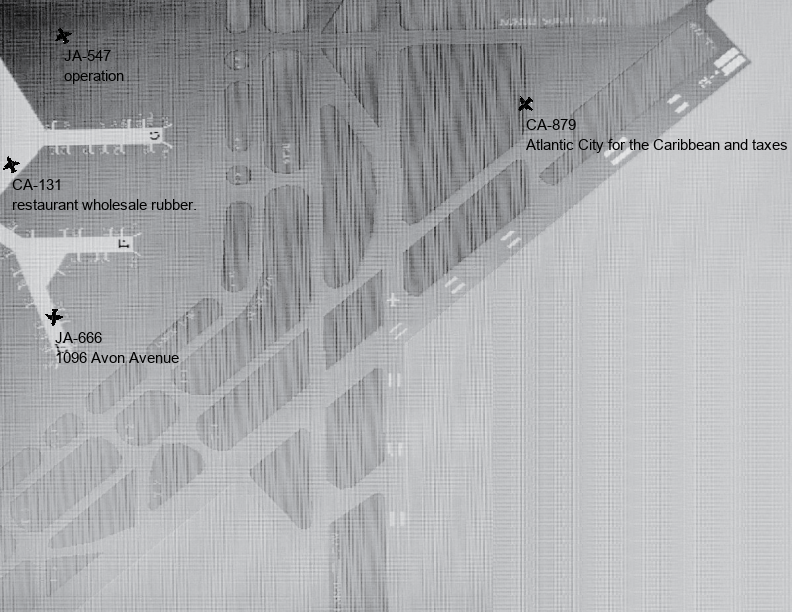 JA-547
operation
CA-879
Atlantic City for the Caribbean and taxes
CA-131
restaurant wholesale rubber.
JA-666
1096 Avon Avenue